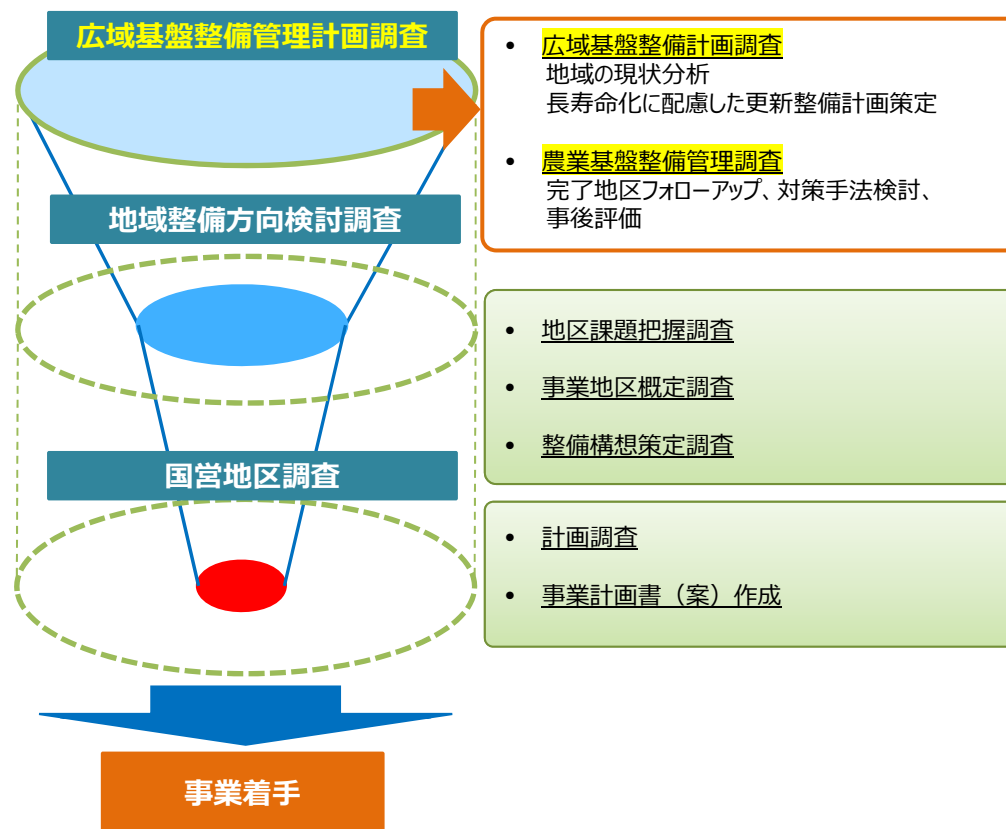 広域基盤整備管理計画調査
• 広域基盤整備計画調査
地域の現状分析
長寿命化に配慮した更新整備計画策定
• 農業基盤整備管理調査
完了地区フォローアップ、対策手法検討、
事後評価
地域整備方向検討調査
• 地区課題把握調査
• 事業地区概定調査
• 整備構想策定調査
国営地区調査
• 計画調査
• 事業計画書（案）作成
事業着手